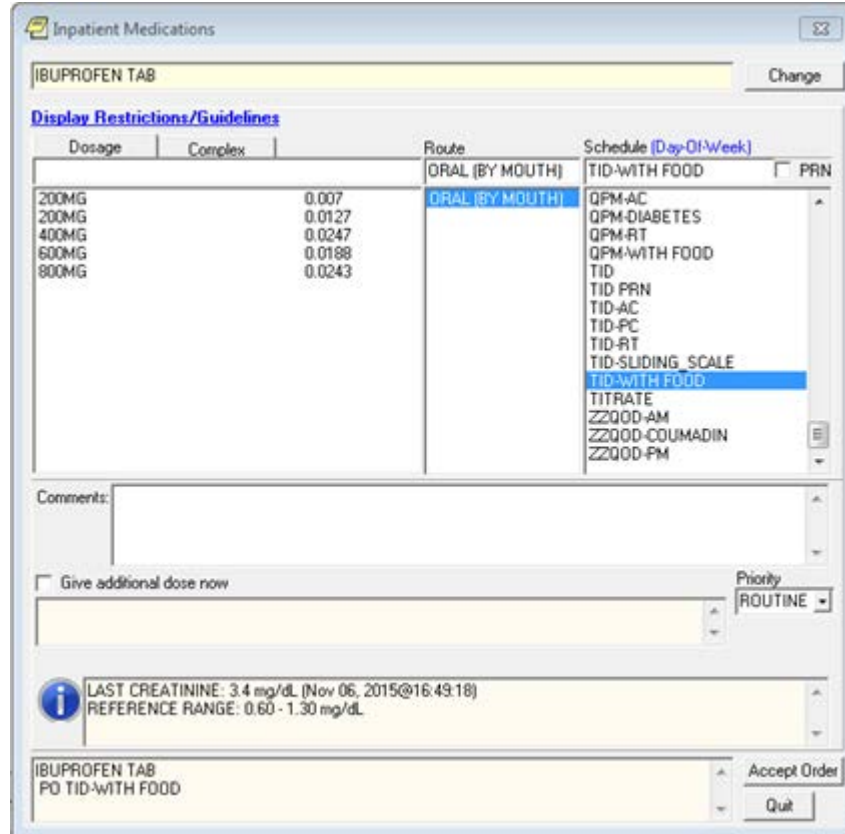 Inpatient Medications
IBUPROFEN TAB
Change
Display Restrictions/Guidelines
Dosage Complex Route Schedule (Day-Of-Week)
ORAL (BY MOUTH) TID-WITH FOOD PRN
200MG 0.007
200MG 0.0127
400MG 0.0247
600MG 0.0188
800MG 0.0243
ORAL (BY MOUTH)
QPM-AC
QPM-DIABETES
QPM-RT
QPM-WITH FOOD
TID
TID PRN
TID-AC
TID-PC
TID-RT
TID-SLIDING_SCALE
TID-WITH FOOD
TITRATE
ZZQOD-AM
ZZQOD-COUMADIN
ZZQOD-PM
Comments:
Give additional dose now
Priority
ROUTINE
LAST CREATININE: 3.4 mg/dL (Nov 06, 2015@16:49:18)
REFERENCE RANGE: 0.60 - 1.30 mg/dL
IBUPROFEN TAB
PO TID-WITH FOOD
Accept Order
Quit